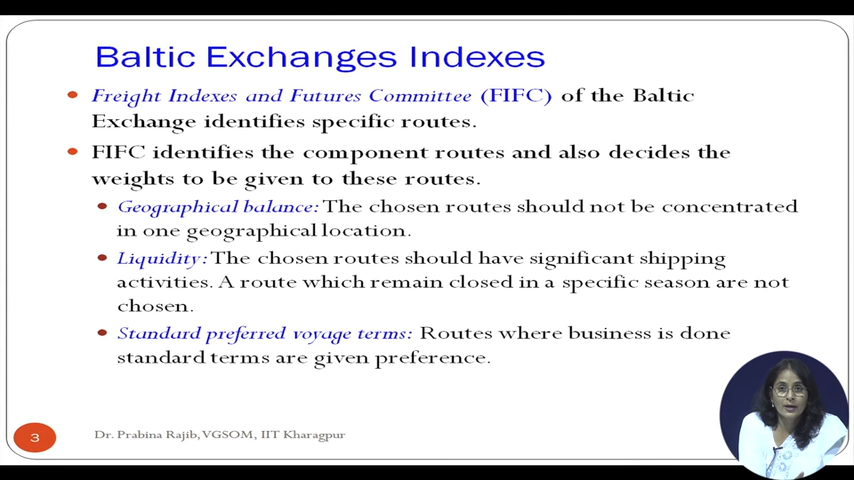 Baltic Exchanges Indexes
Freight Indexes and Futures Committee (FIFC) of the Baltic
Exchange identifies specific routes.
FIFC identifies the component routes and also decides the
weights to be given to these routes.
Geographical balance: The chosen routes should not be concentrated
in one geographical location.
Liquidity: The chosen routes should have significant shipping
activities. A route which remain closed in a specific season are not
chosen.
Standard preferred voyage terms: Routes where business is done
standard terms are given preference.
3
Dr. Prabina Rajib, VGSOM, IIT Kharagpur